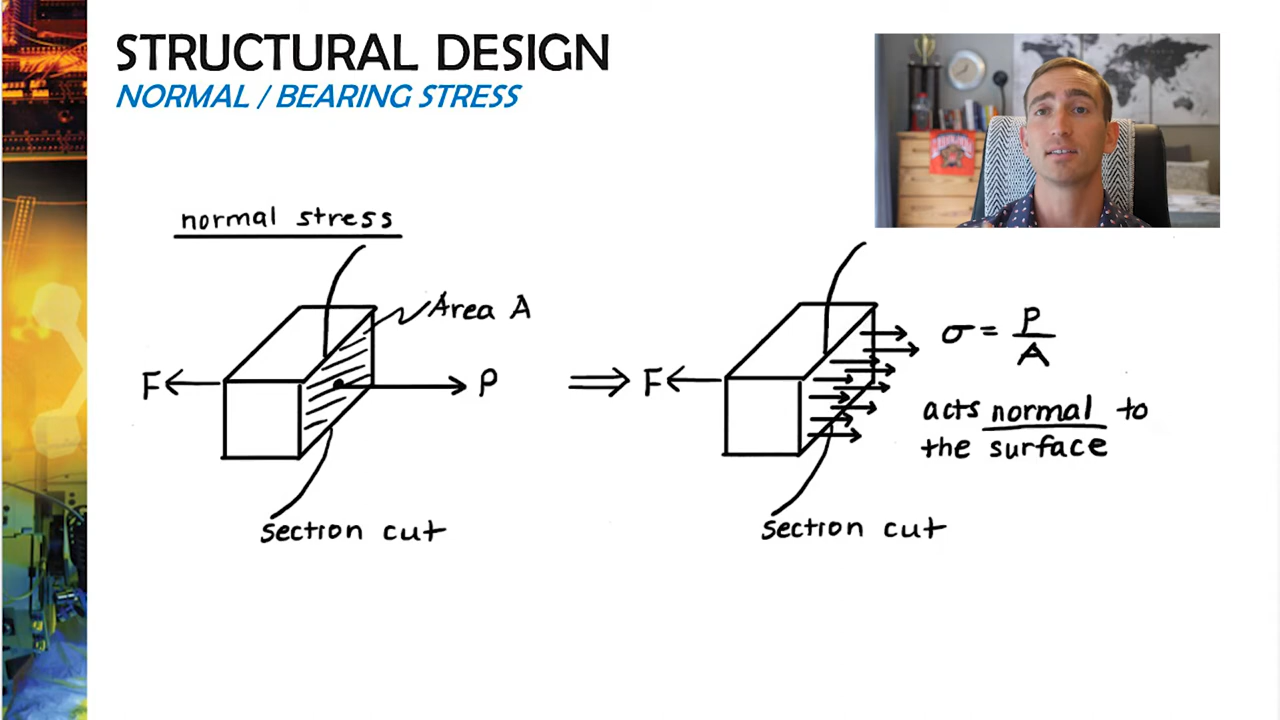 STRUCTURAL DESIGN
NORMAL / BEARING STRESS
normal stress
Area A
F
P
section cut
F
σ = P
A
acts normal to
the surface
section cut